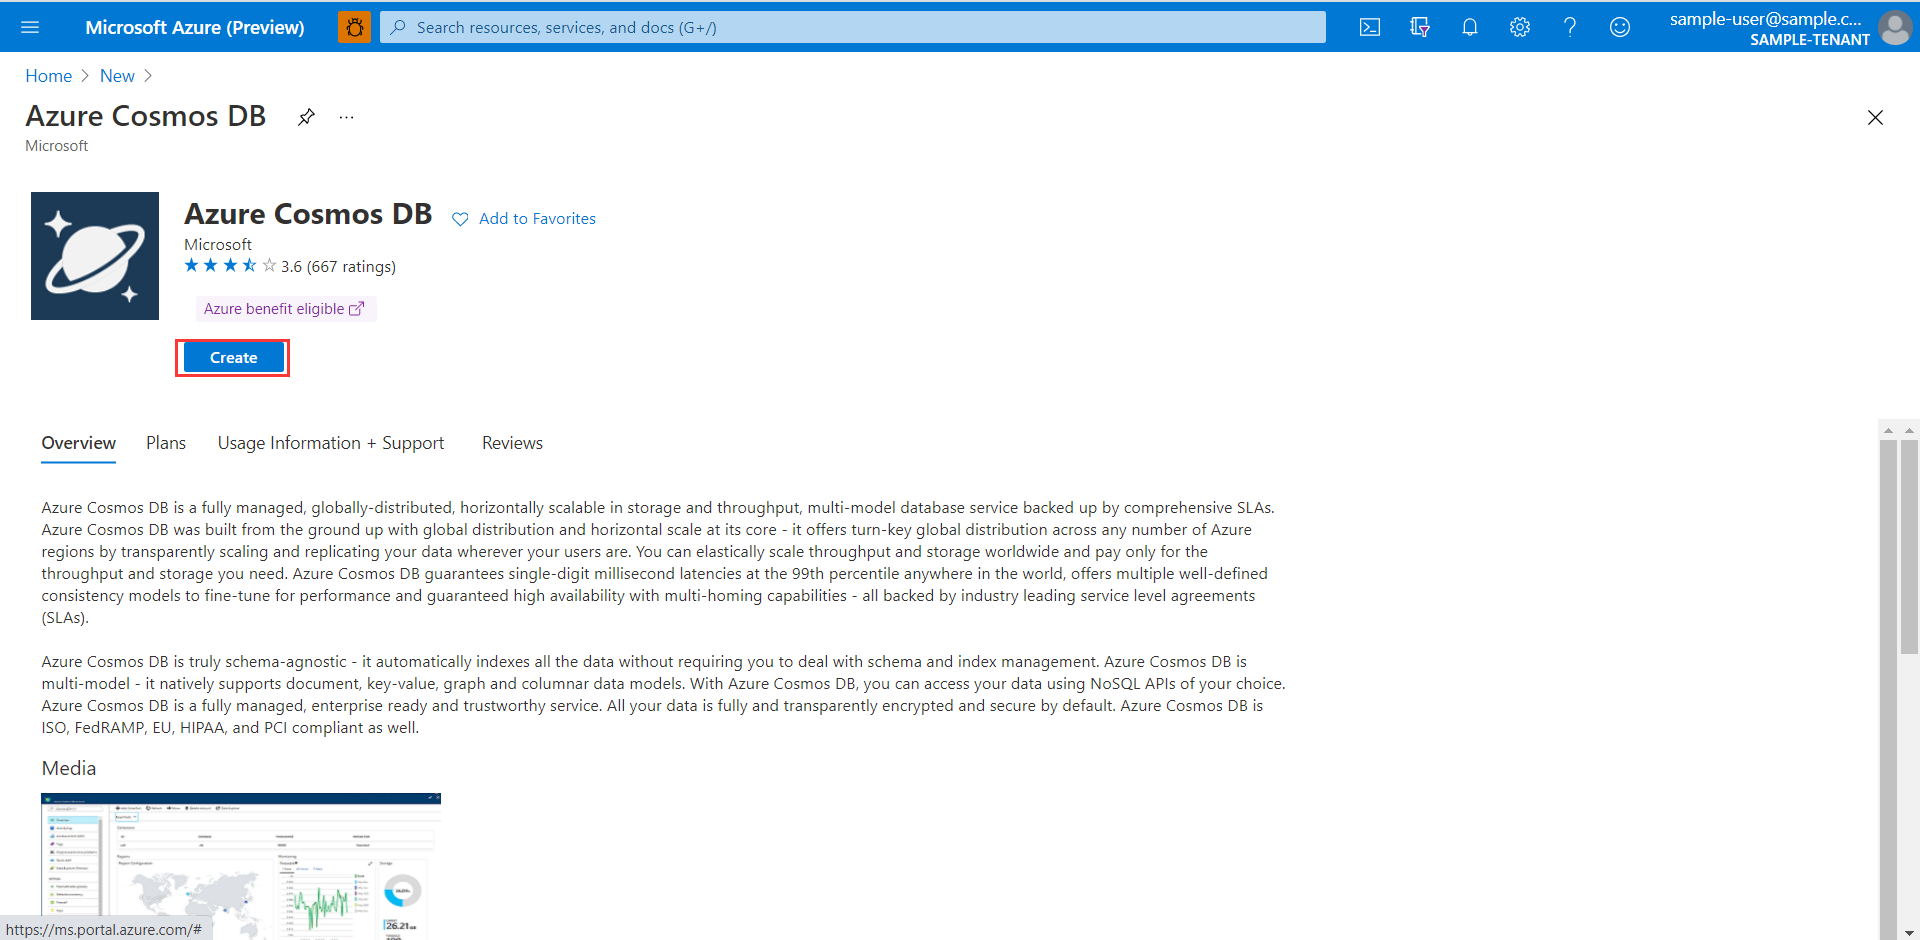 Microsoft Azure (Preview)
Search resources, services, and docs (G+/)
sample-user@sample.c...
SAMPLE-TENANT
Home > New >
Azure Cosmos DB ...
Microsoft
Azure Cosmos DB
Add to Favorites
Microsoft
3.6 (667 ratings)
Azure benefit eligible
Create
Overview Plans Usage Information + Support Reviews
Azure Cosmos DB is a fully managed, globally-distributed, horizontally scalable in storage and throughput, multi-model database service backed up by comprehensive SLAs.
Azure Cosmos DB was built from the ground up with global distribution and horizontal scale at its core - it offers turn-key global distribution across any number of Azure
regions by transparently scaling and replicating your data wherever your users are. You can elastically scale throughput and storage worldwide and pay only for the
throughput and storage you need. Azure Cosmos DB guarantees single-digit millisecond latencies at the 99th percentile anywhere in the world, offers multiple well-defined
consistency models to fine-tune for performance and guaranteed high availability with multi-homing capabilities - all backed by industry leading service level agreements
(SLAs).
Azure Cosmos DB is truly schema-agnostic - it automatically indexes all the data without requiring you to deal with schema and index management. Azure Cosmos DB is
multi-model - it natively supports document, key-value, graph and columnar data models. With Azure Cosmos DB, you can access your data using NoSQL APIs of your choice.
Azure Cosmos DB is a fully managed, enterprise ready and trustworthy service. All your data is fully and transparently encrypted and secure by default. Azure Cosmos DB is
ISO, FedRAMP, EU, HIPAA, and PCI compliant as well.
Media
26.21
https://ms.portal.azure.com/#